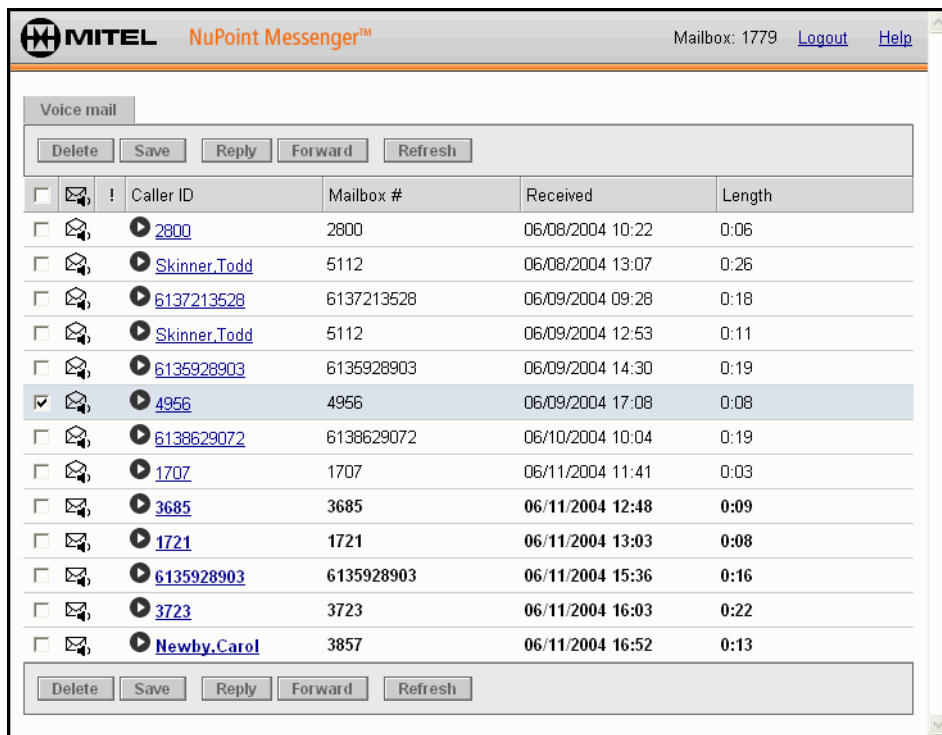 MITEL NuPoint Messenger™ Mailbox: 1779 Logout Help
Voice mail
Delete Save Reply Forward Refresh
! Caller ID Mailbox # Received Length
2800 2800 06/08/2004 10:22 0:06
Skinner,Todd 5112 06/08/2004 13:07 0:26
6137213528 6137213528 06/09/2004 09:28 0:18
Skinner,Todd 5112 06/09/2004 12:53 0:11
6135928903 6135928903 06/09/2004 14:30 0:19
4956 4956 06/09/2004 17:08 0:08
6138629072 6138629072 06/10/2004 10:04 0:19
1707 1707 06/11/2004 11:41 0:03
3685 3685 06/11/2004 12:48 0:09
1721 1721 06/11/2004 13:03 0:08
6135928903 6135928903 06/11/2004 15:36 0:16
3723 3723 06/11/2004 16:03 0:22
Newby,Carol 3857 06/11/2004 16:52 0:13
Delete Save Reply Forward Refresh